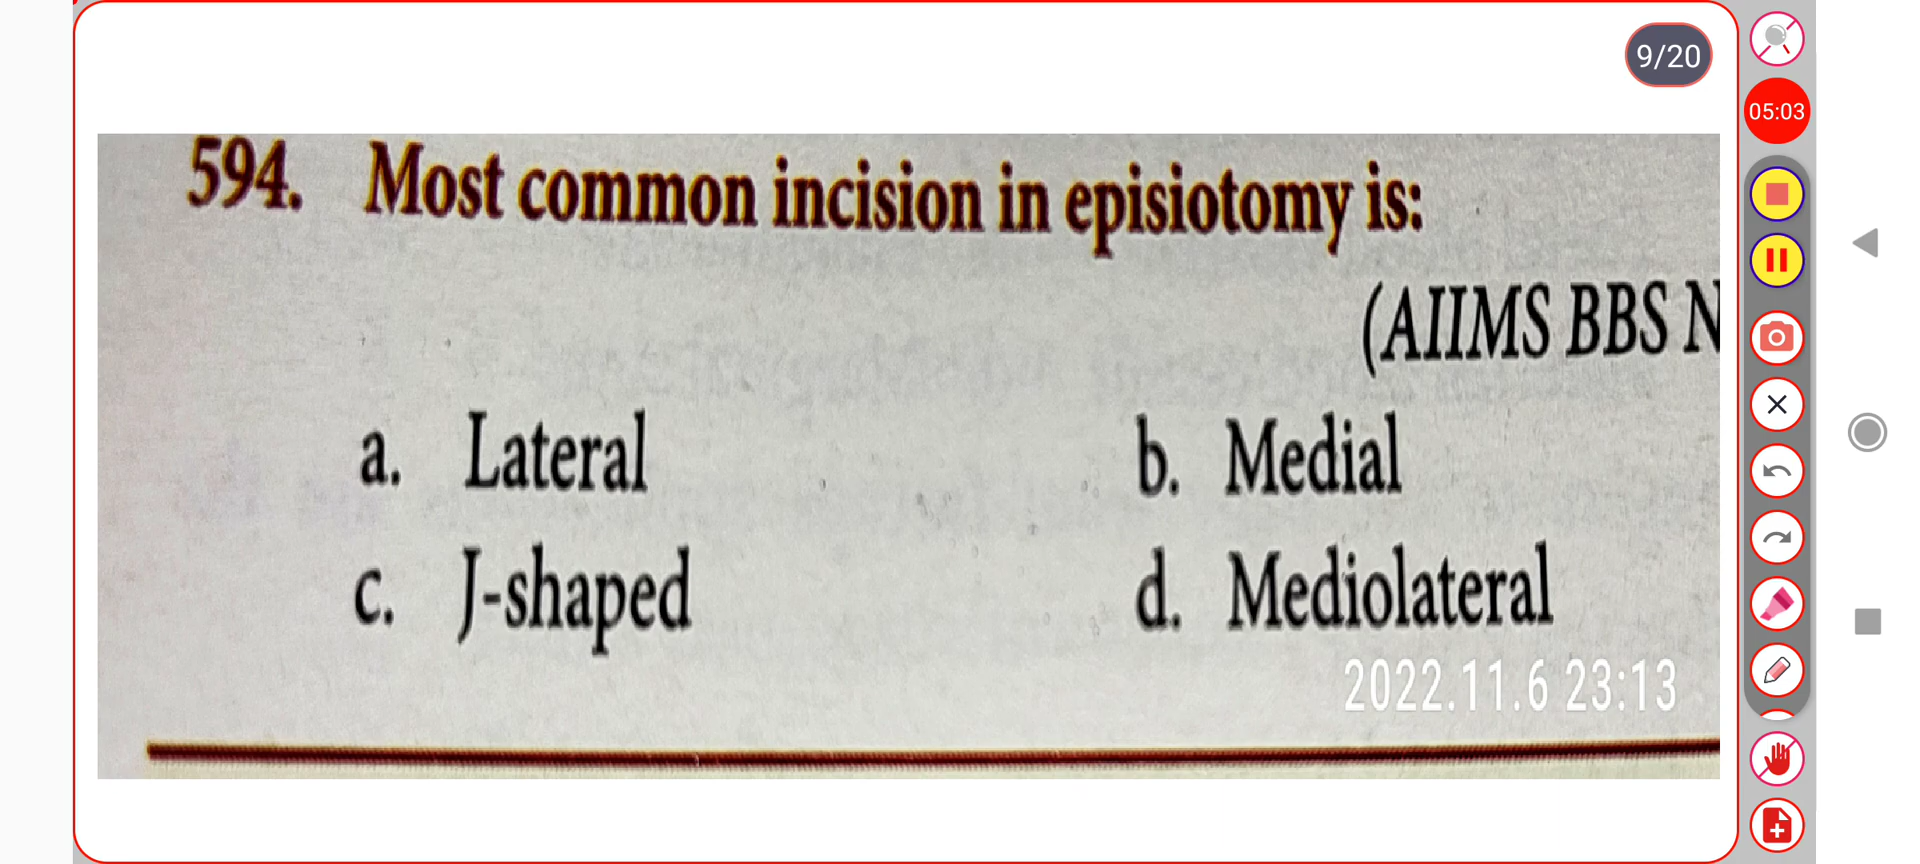 9/20
05:03
594. Most common incision in episiotomy is:
(AIIMS BBS N
a. Lateral b. Medial
c. J-shaped d. Mediolateral
2022.11.6 23:13